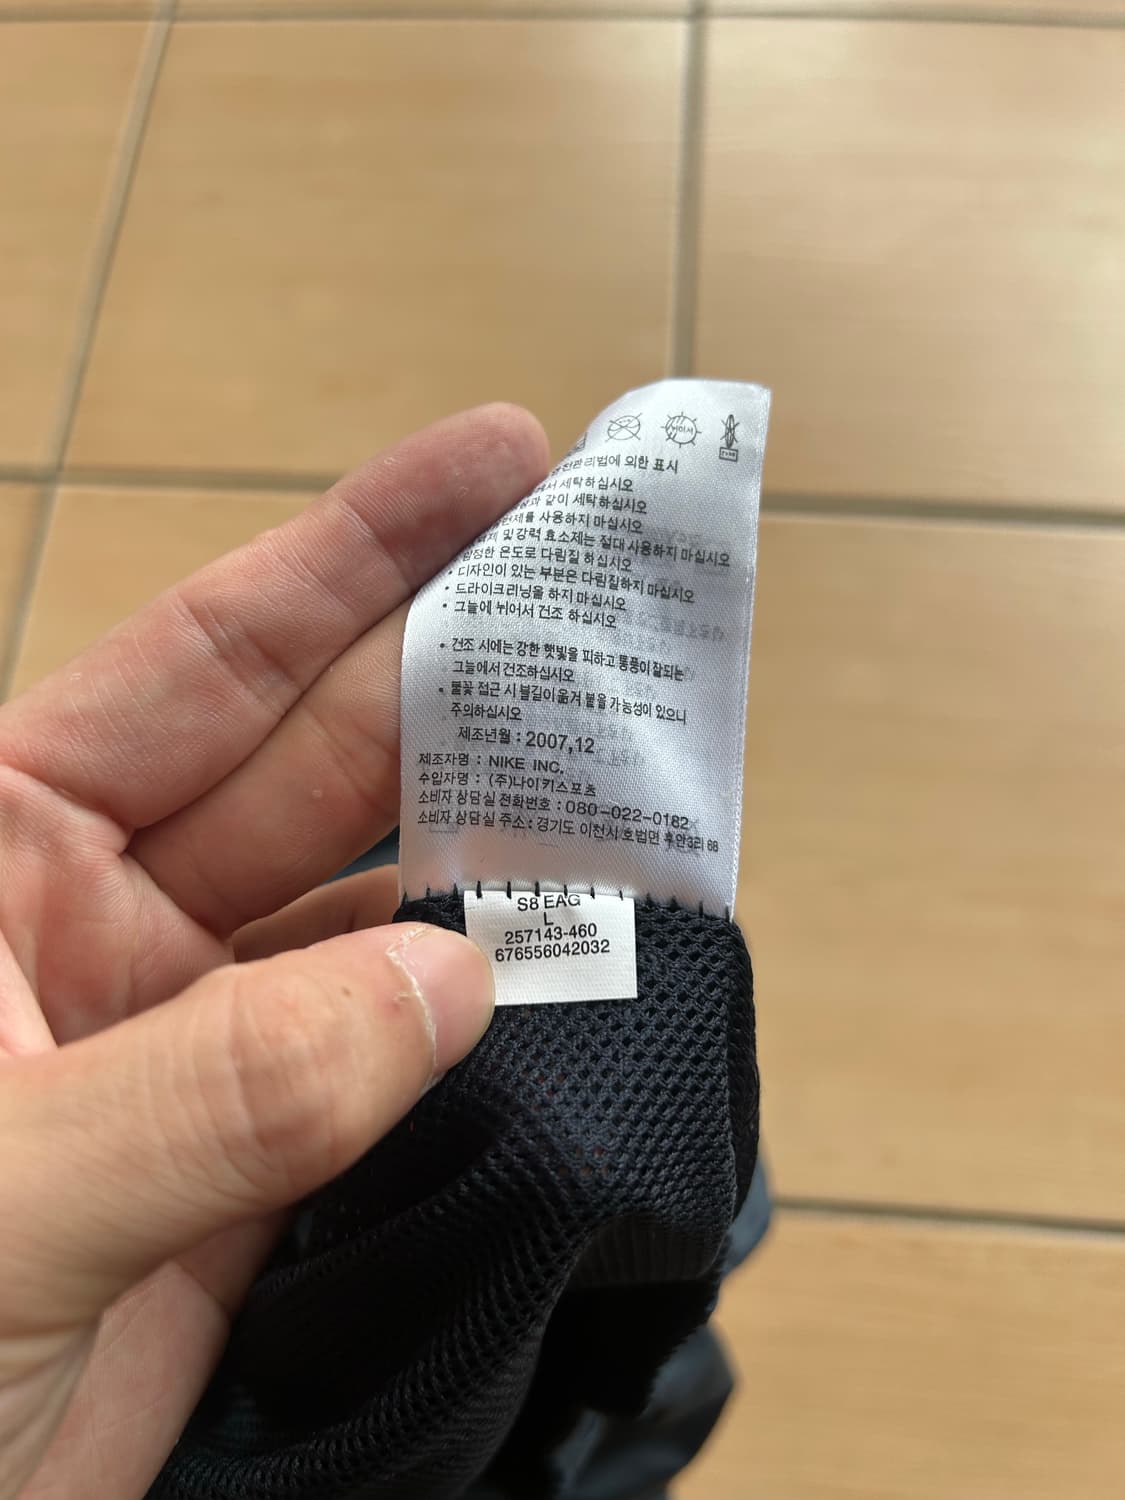 관리법에 의한 표시
세탁하십시오
같이 세탁하십시오
사용하지 마십시오
및 강력 효소제는 절대 사용하지 마십시오
온도로 다림질 하십시오
• 디자인이 있는 부분은 다림질하지 마십시오
• 드라이크리닝을 하지 마십시오
• 그늘에 뉘어서 건조 하십시오
• 건조 시에는 강한 햇빛을 피하고 통풍이 잘되는
그늘에서 건조하십시오
• 불꽃 접근 시 불길이 옮겨 붙을 가능성이 있으니
주의하십시오
제조년월 : 2007,12
제조자명 : NIKE INC.
수입자명 : (주)나이키스포츠
소비자 상담실 전화번호 : 080-022-0182
소비자 상담실 주소 : 경기도 이천시 호법면 후안3리 68
S8 EAG
L
257143-460
676556042032